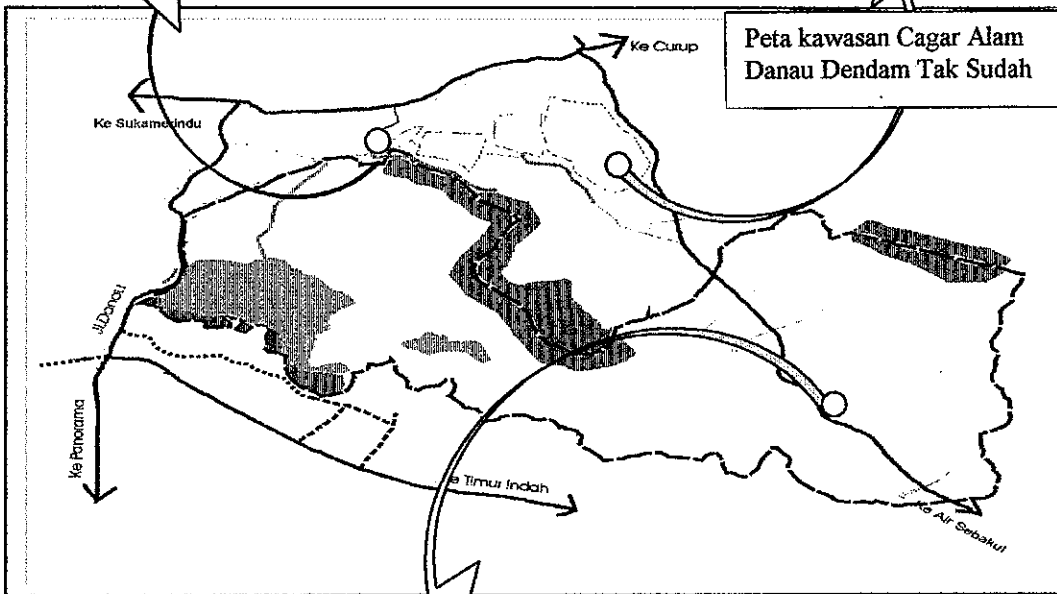 Peta kawasan Cagar Alam
Danau Dendam Tak Sudah
Ke Curup
Ke Sukamerindu
Jl.Danau
Ke Panorama
e Timur Indah
Ke Air Sebakul